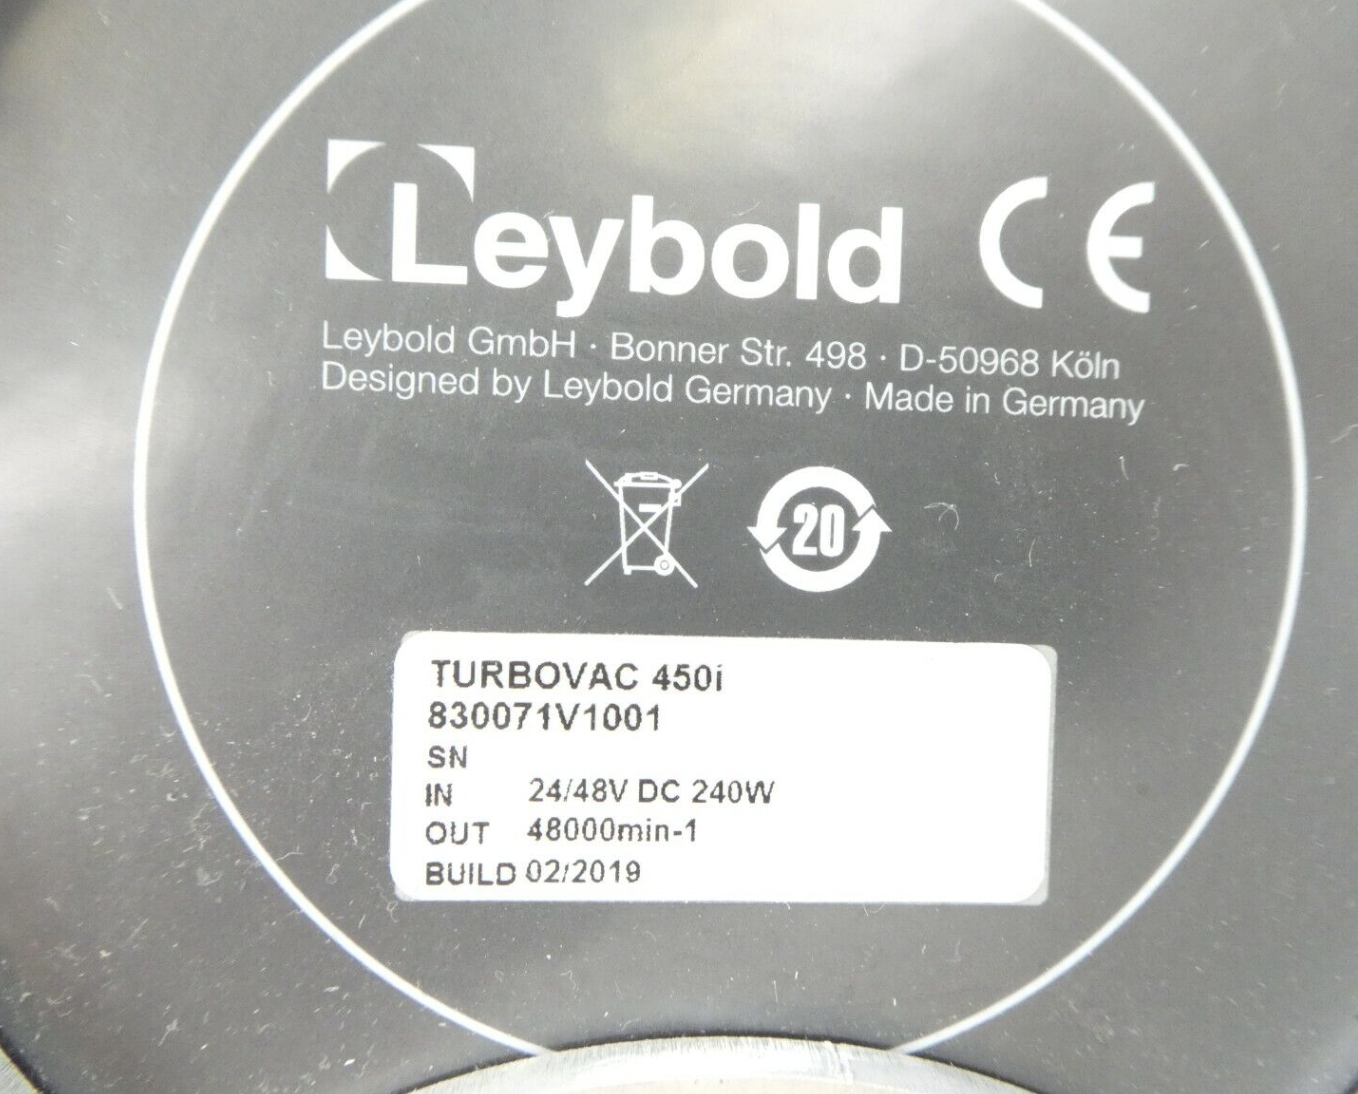 Leybold CE
Leybold GmbH · Bonner Str. 498 · D-50968 Köln
Designed by Leybold Germany · Made in Germany
20
TURBOVAC 450i
830071V1001
SN
IN 24/48V DC 240W
OUT 48000min-1
BUILD 02/2019